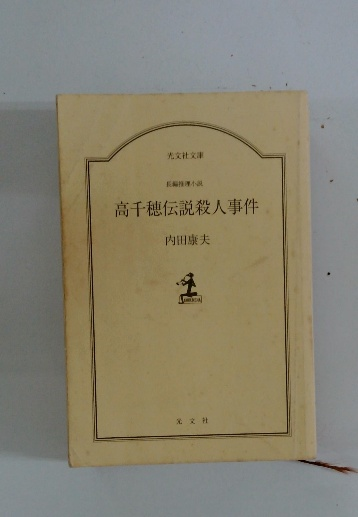 光文社文庫
長編推理小説
高千穂伝説殺人事件
内田康夫
光文社